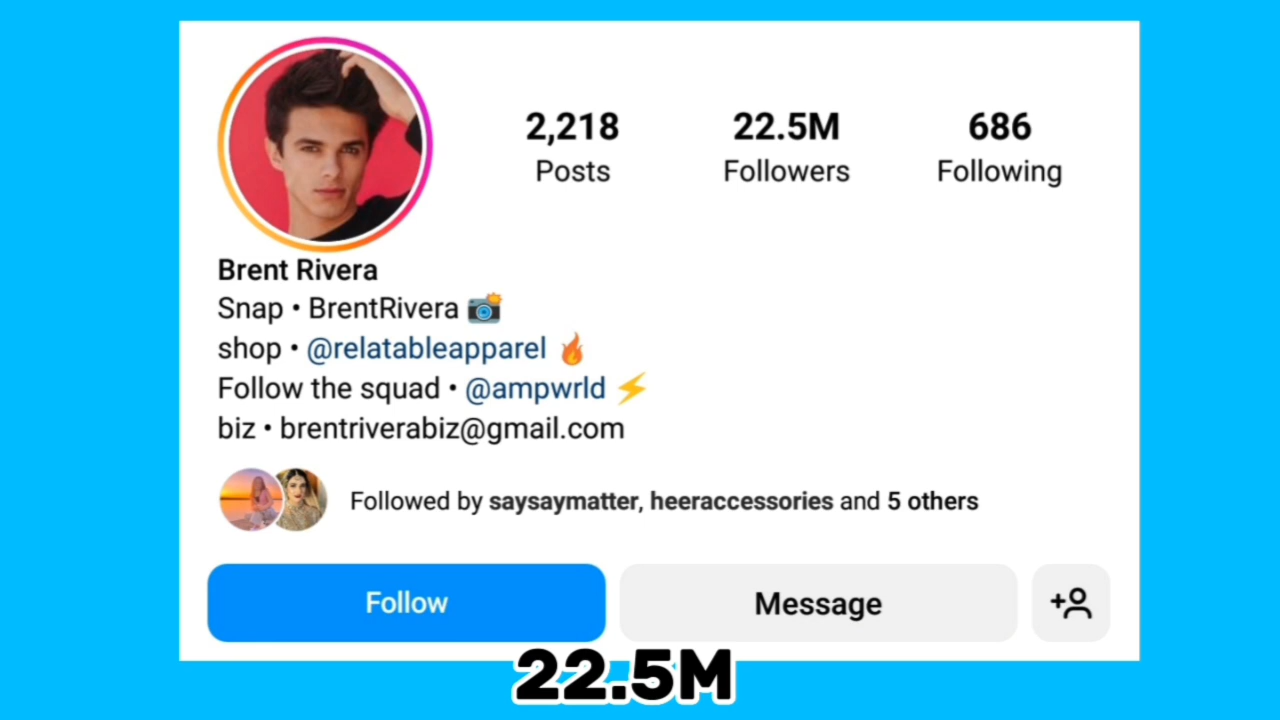 2,218 22.5M 686
Posts Followers Following
Brent Rivera
Snap • BrentRivera 📸
shop • @relatableapparel 🔥
Follow the squad • @ampwrld ⚡
biz • brentriverabiz@gmail.com
Followed by saysaymatter, heeraccessories and 5 others
Follow Message
22.5M